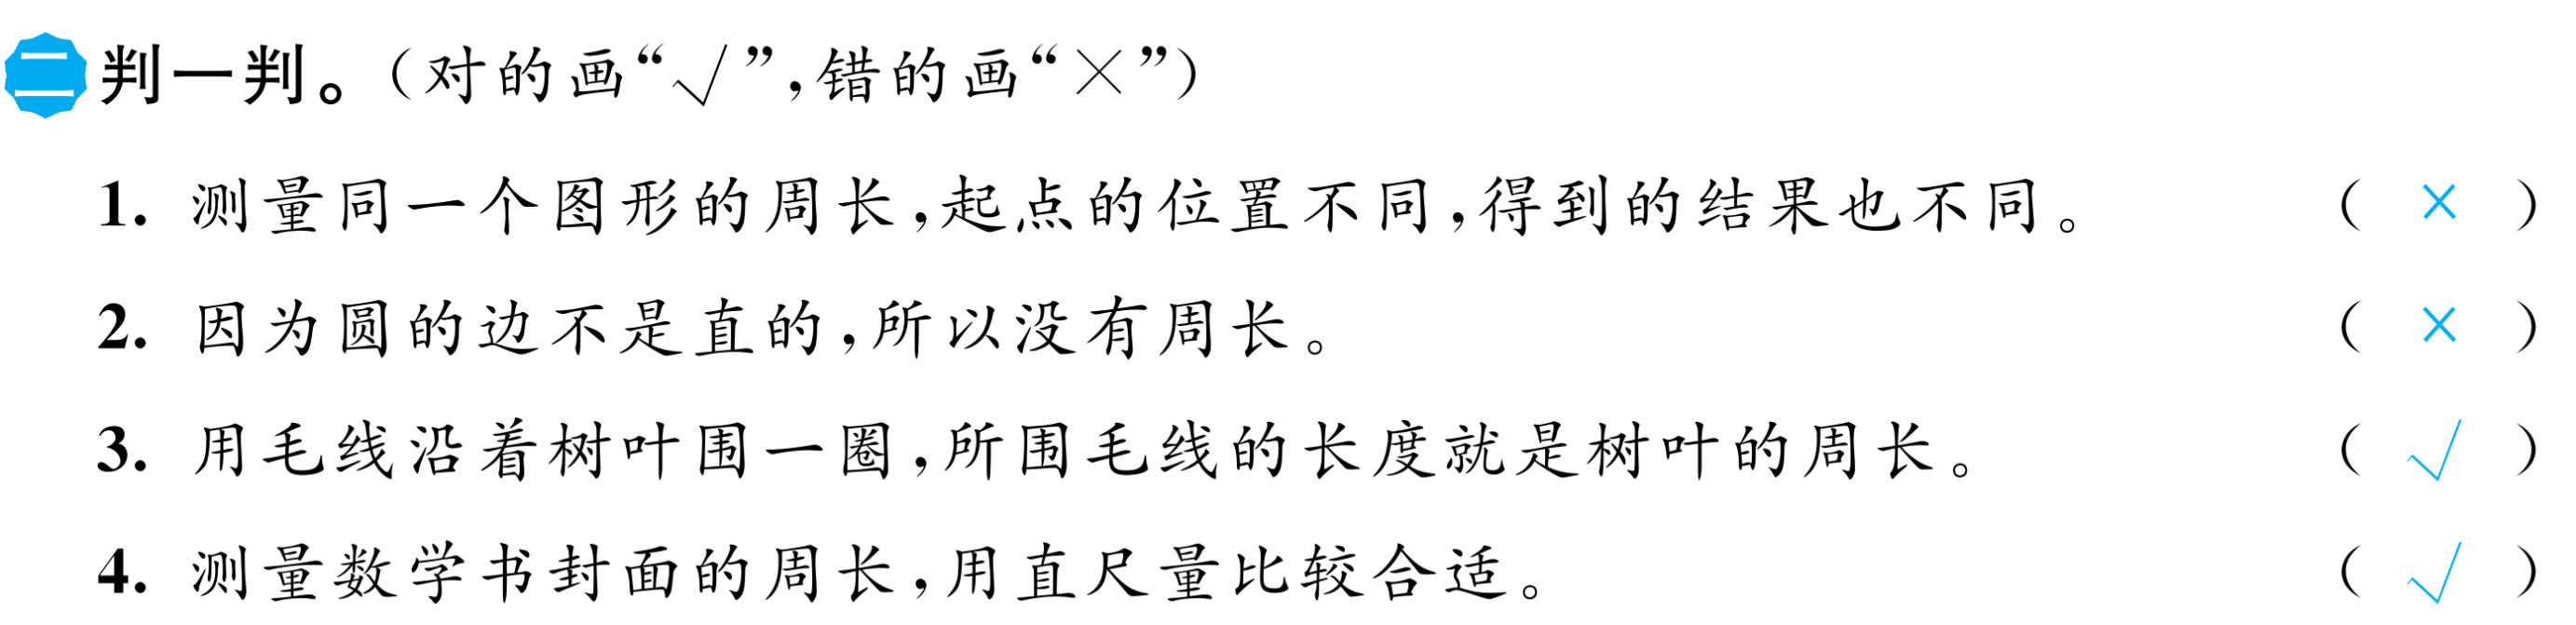 二 判一判。(对的画“√”,错的画“×”)
1. 测量同一个图形的周长,起点的位置不同,得到的结果也不同。 ( × )
2. 因为圆的边不是直的,所以没有周长。 ( × )
3. 用毛线沿着树叶围一圈,所围毛线的长度就是树叶的周长。 ( √ )
4. 测量数学书封面的周长,用直尺量比较合适。 ( √ )